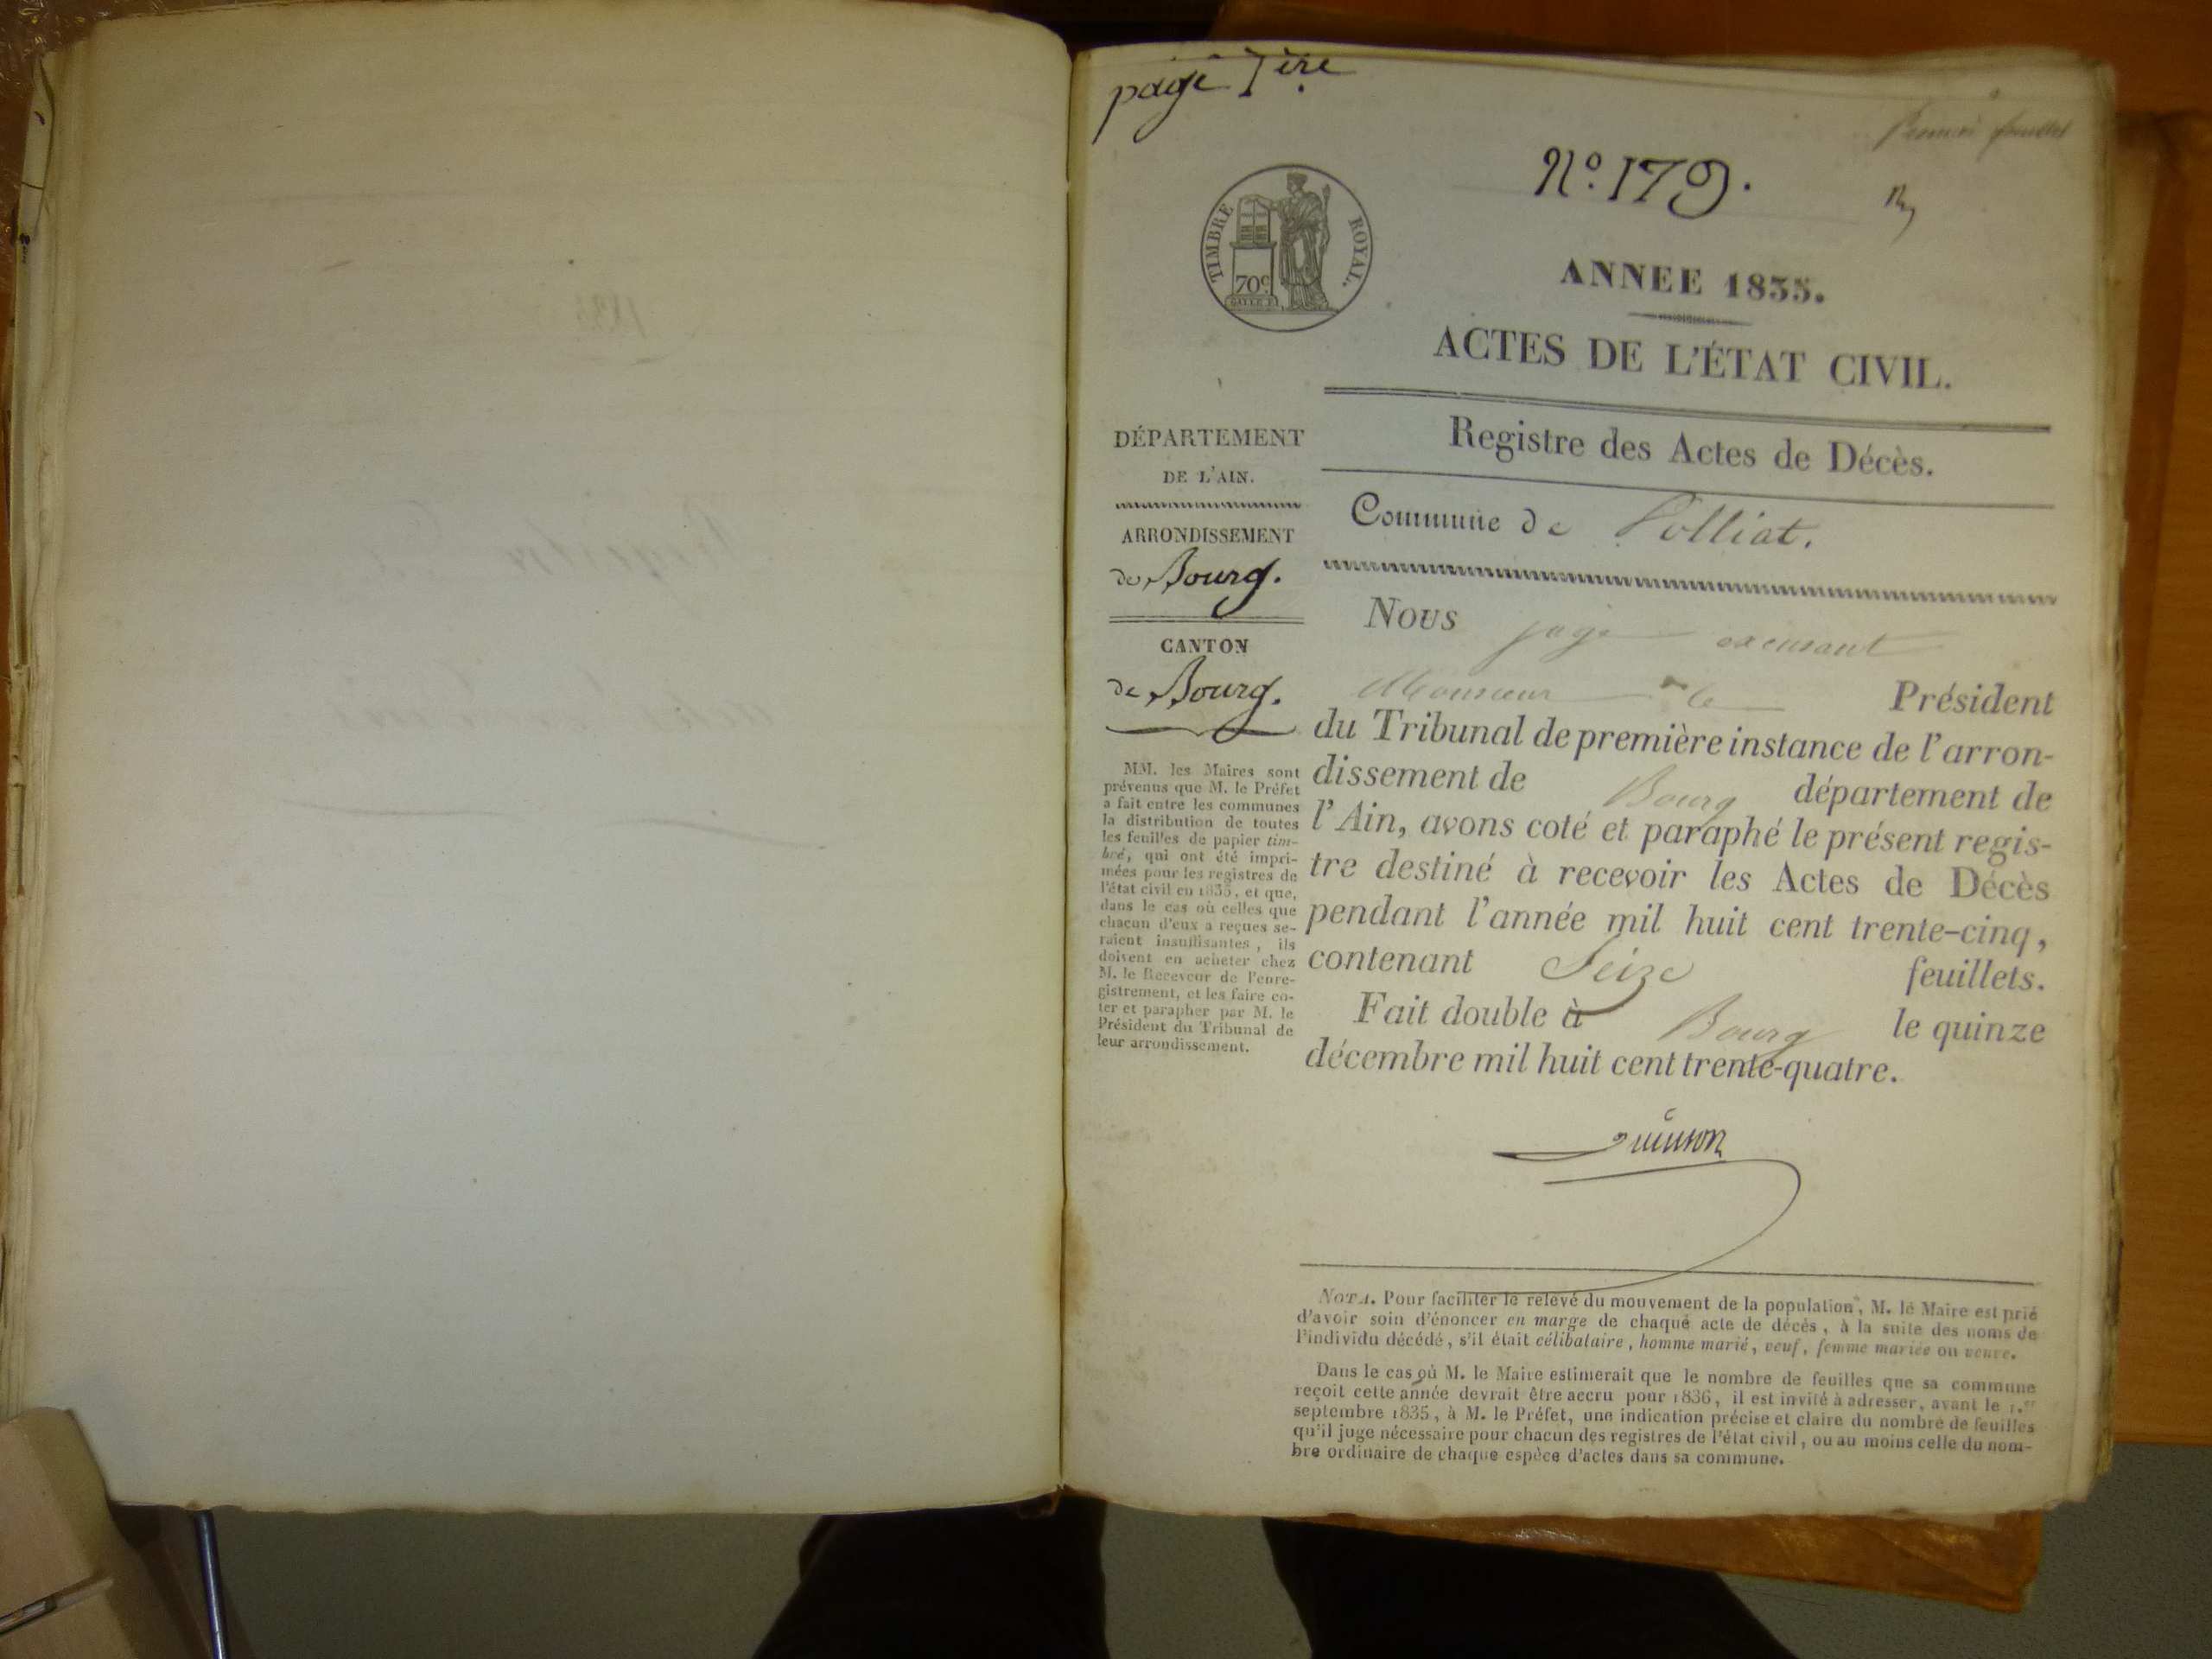 page 1ère
Premier feuillet
N.º 179.
TIMBRE ROYAL.
70c.
ANNEE 1835.
ACTES DE L'ÉTAT CIVIL.
Registre des Actes de Décès.
Commune de Polliat.
DÉPARTEMENT
DE L'AIN.
ARRONDISSEMENT
de Bourg.
CANTON
de Bourg.
MM. les Maires sont
prévenus que M. le Préfet
a fait entre les communes
la distribution de toutes
les feuilles de papier tim-
bré, qui ont été impri-
mées pour les registres de
l'état civil en 1835, et que,
dans le cas où celles que
chacun d'eux a reçues se-
raient insuffisantes, ils
doivent en acheter chez
M. le Receveur de l'enre-
gistrement, et les faire co-
ter et parapher par M. le
Président du Tribunal de
leur arrondissement.
Nous juge
Monsieur le Président
du Tribunal de première instance de l'arron-
dissement de Bourg département de
l'Ain, avons coté et paraphé le présent regis-
tre destiné à recevoir les Actes de Décès
pendant l'année mil huit cent trente-cinq,
contenant Seize feuillets.
Fait double à Bourg le quinze
décembre mil huit cent trente-quatre.
NOTA. Pour faciliter le relevé du mouvement de la population, M. le Maire est prié
d'avoir soin d'énoncer en marge de chaque acte de décès, à la suite des noms de
l'individu décédé, s'il était célibataire, homme marié, veuf, femme mariée ou veuve.
Dans le cas où M. le Maire estimerait que le nombre de feuilles que sa commune
reçoit cette année devrait être accru pour 1836, il est invité à adresser, avant le 1.er
septembre 1835, à M. le Préfet, une indication précise et claire du nombre de feuilles
qu'il juge nécessaire pour chacun des registres de l'état civil, ou au moins celle du nom-
bre ordinaire de chaque espèce d'actes dans sa commune.